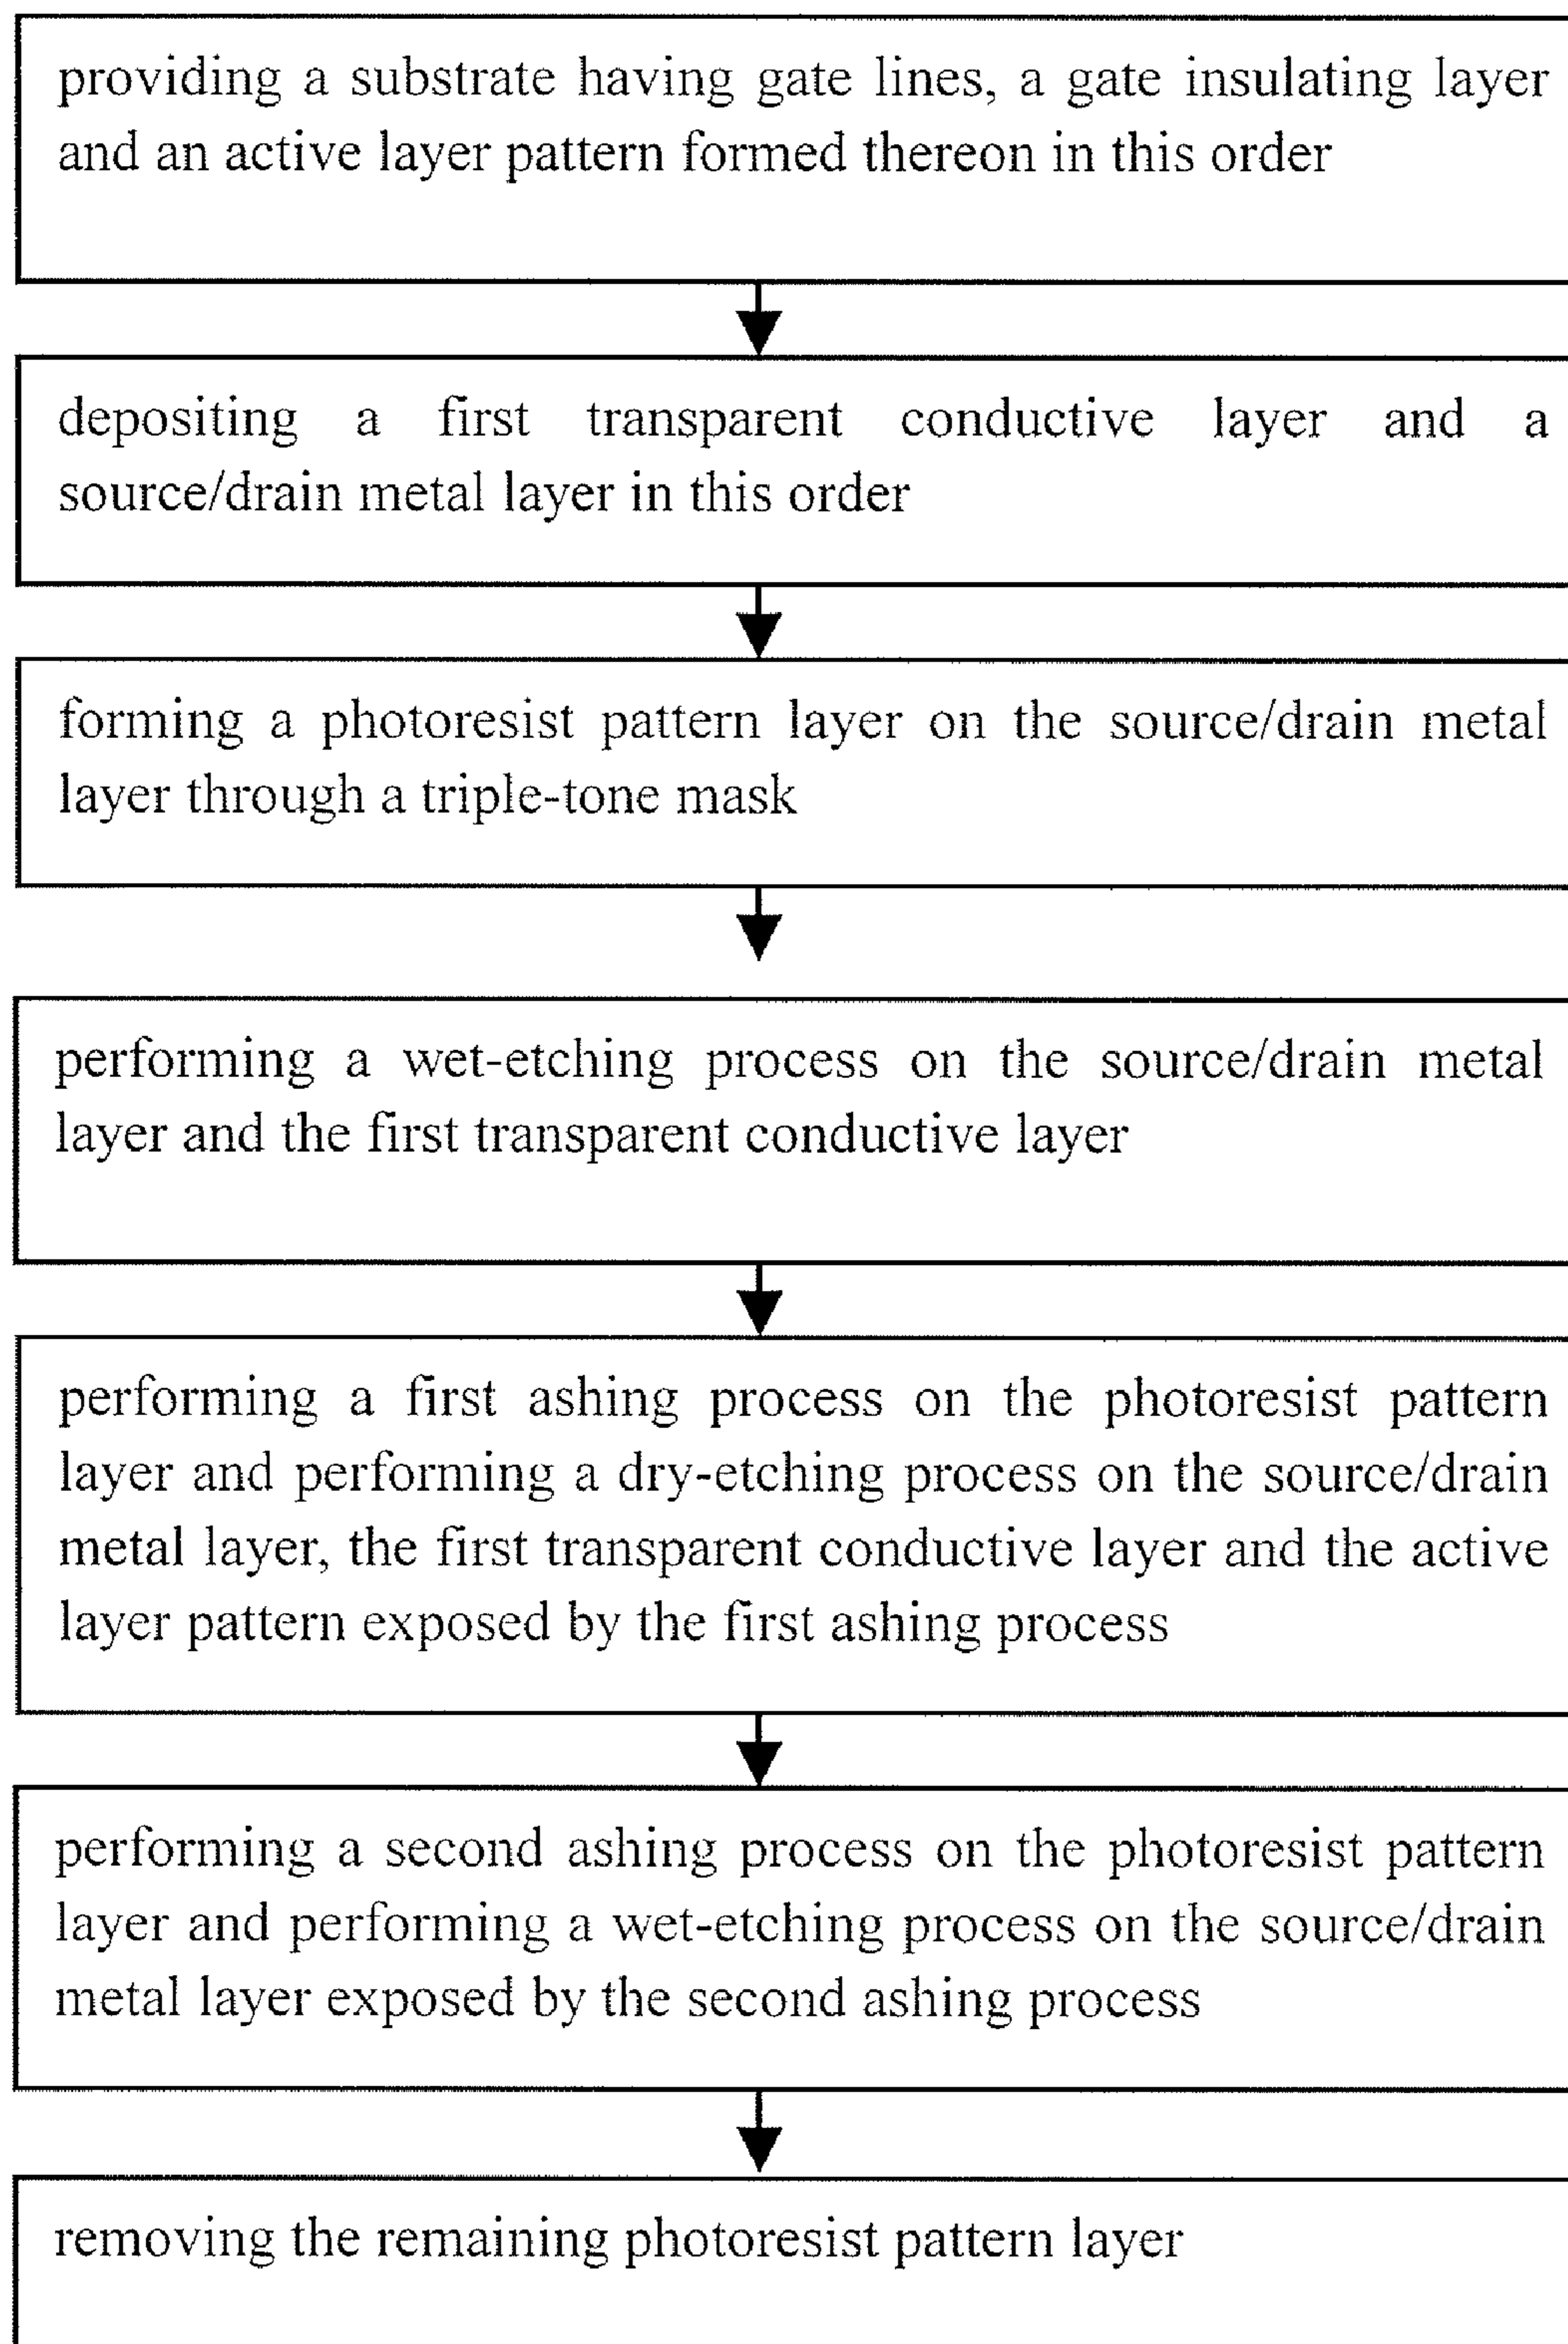 providing a substrate having gate lines, a gate insulating layer
and an active layer pattern formed thereon in this order
depositing a first transparent conductive layer and a
source/drain metal layer in this order
forming a photoresist pattern layer on the source/drain metal
layer through a triple-tone mask
performing a wet-etching process on the source/drain metal
layer and the first transparent conductive layer
performing a first ashing process on the photoresist pattern
layer and performing a dry-etching process on the source/drain
metal layer, the first transparent conductive layer and the active
layer pattern exposed by the first ashing process
performing a second ashing process on the photoresist pattern
layer and performing a wet-etching process on the source/drain
metal layer exposed by the second ashing process
removing the remaining photoresist pattern layer